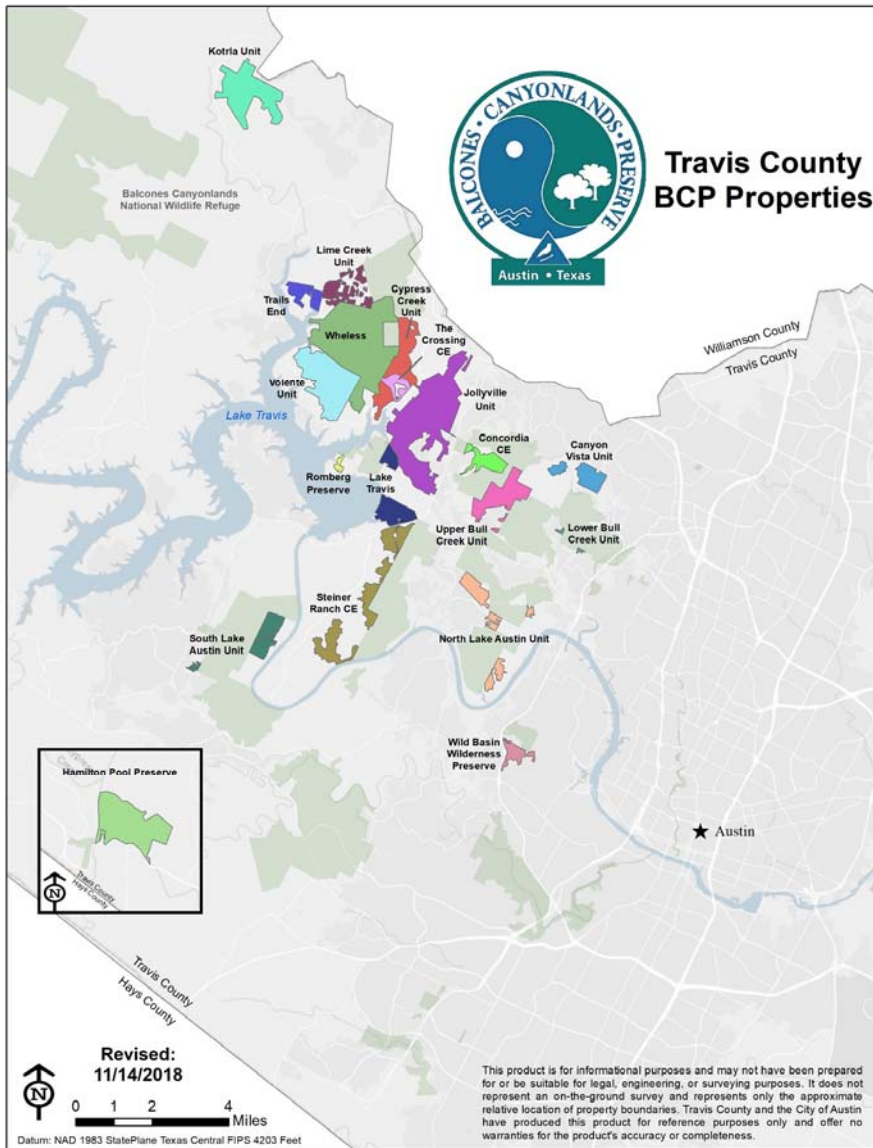 Kotrla Unit
BALCONES • CANYONLANDS • PRESERVE
Austin • Texas
Travis County
BCP Properties
Balcones Canyonlands
National Wildlife Refuge
Lime Creek
Unit
Cypress
Creek
Unit
Trails
End
The
Crossing
CE
Wheless
Williamson County
Travis County
Volente
Unit
Jollyville
Unit
Lake Travis
Concordia
CE
Canyon
Vista Unit
Romberg
Preserve
Lake
Travis
Upper Bull
Creek Unit
Lower Bull
Creek Unit
Steiner
Ranch CE
South Lake
Austin Unit
North Lake Austin Unit
Wild Basin
Wilderness
Preserve
Hamilton Pool Preserve
Travis County
Hays County
N
Austin
Travis County
Hays County
Revised:
11/14/2018
N
0 1 2 4
Miles
Datum: NAD 1983 StatePlane Texas Central FIPS 4203 Feet
This product is for informational purposes and may not have been prepared
for or be suitable for legal, engineering, or surveying purposes. It does not
represent an on-the-ground survey and represents only the approximate
relative location of property boundaries. Travis County and the City of Austin
have produced this product for reference purposes only and offer no
warranties for the product's accuracy or completeness.